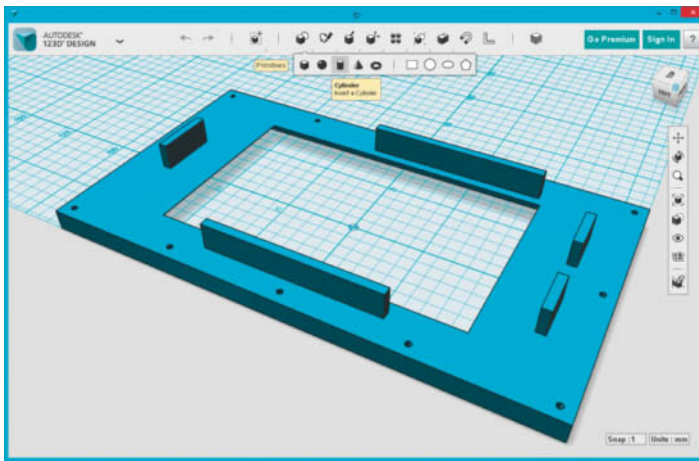 AUTODESK®
123D® DESIGN
Go Premium
Sign In
?
Primitives
Cylinder
Insert a Cylinder
Snap : 1
Units : mm